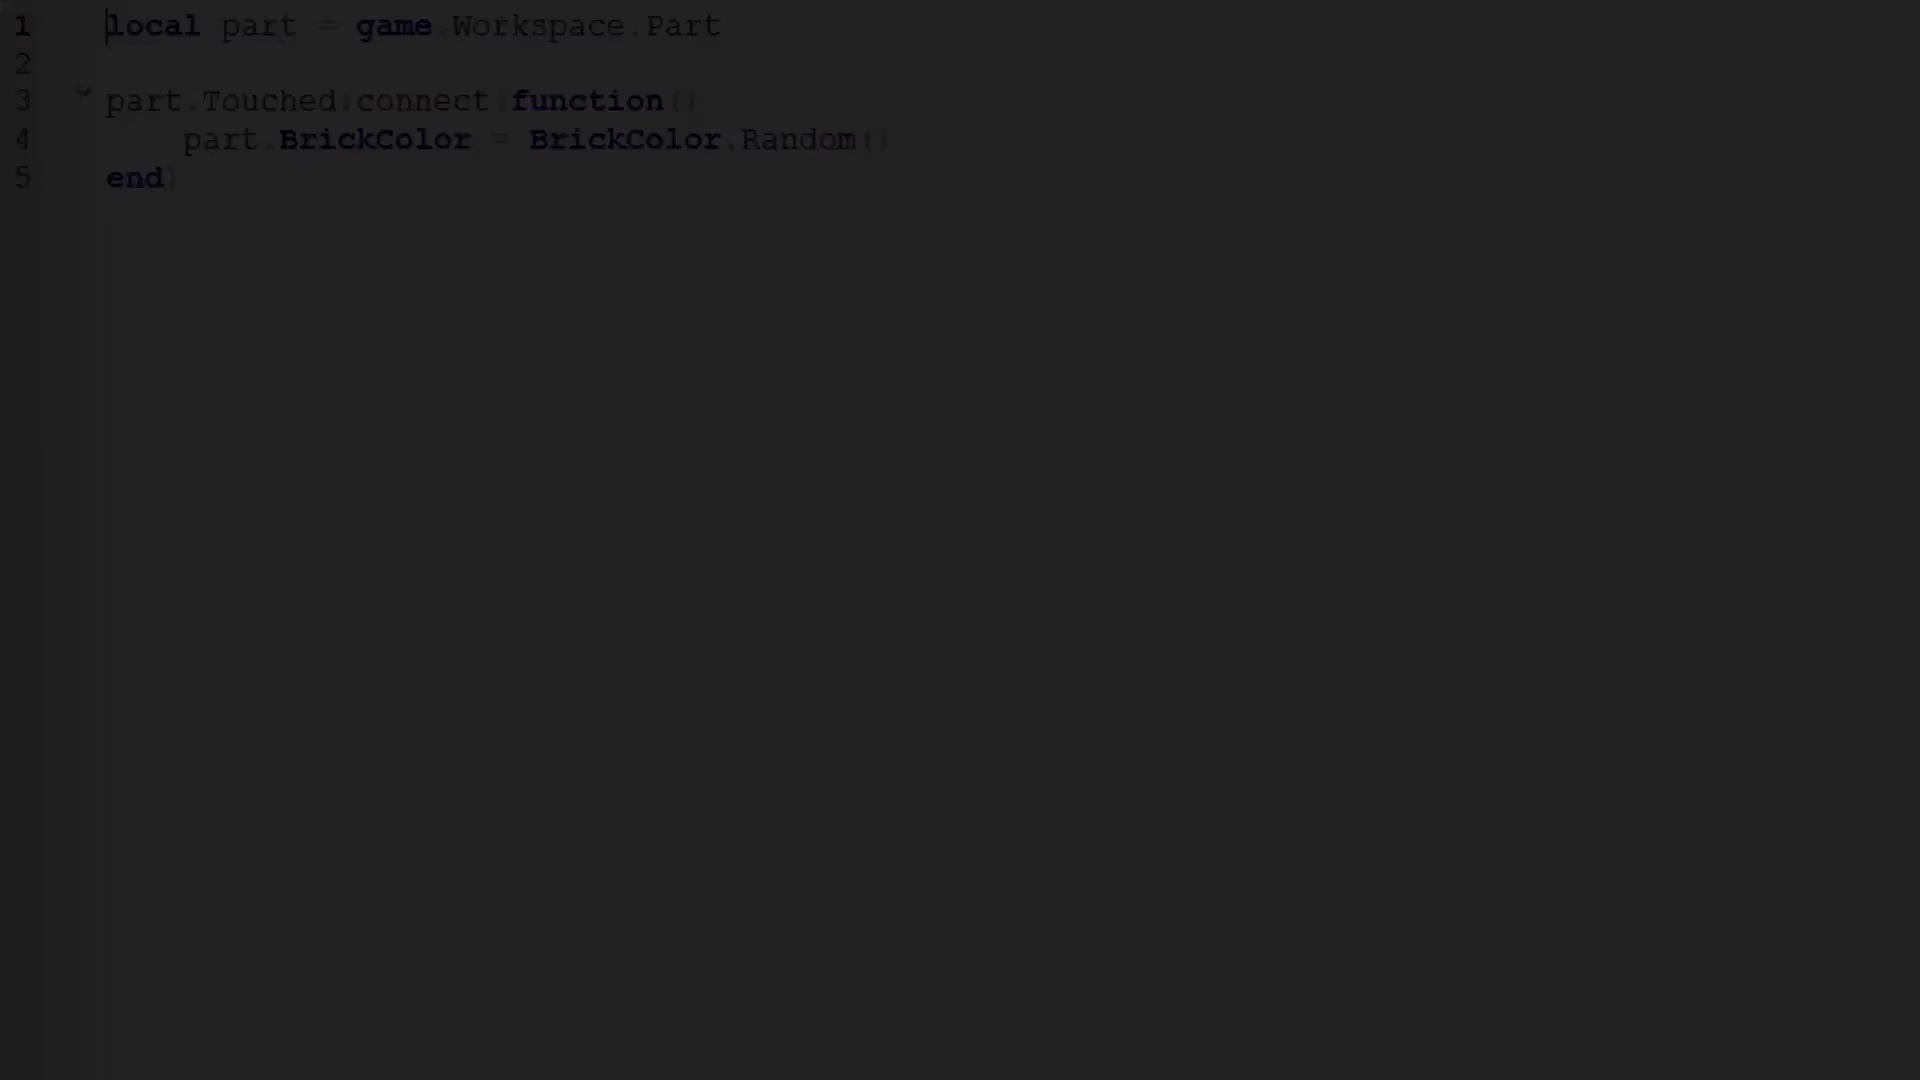 1 local part = game.Workspace.Part
2
3 part.Touched:connect(function()
4 part.BrickColor = BrickColor.Random()
5 end)